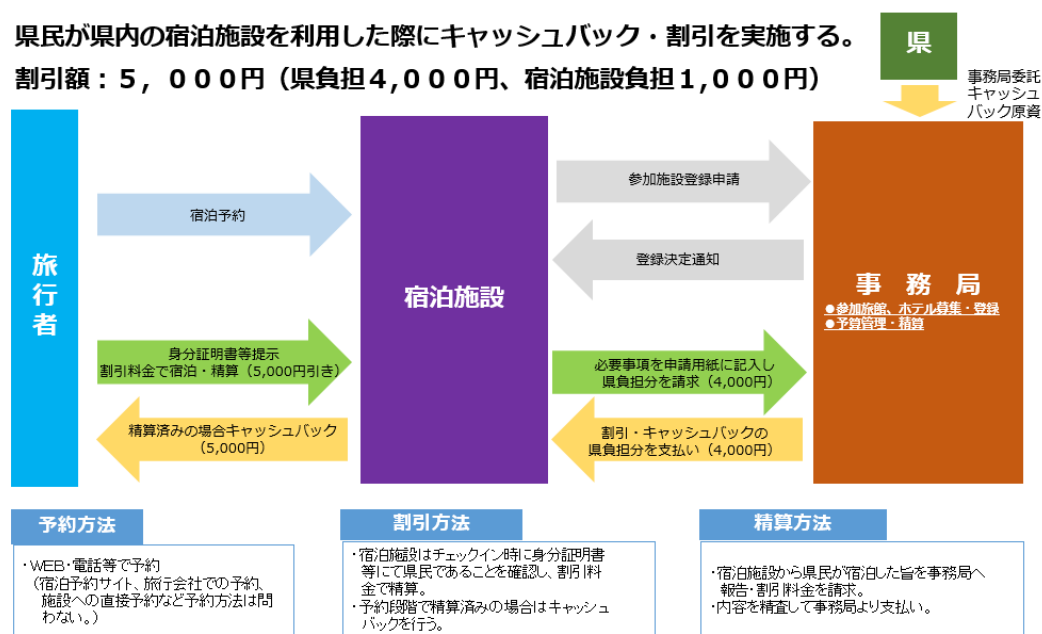 県民が県内の宿泊施設を利用した際にキャッシュバック・割引を実施する。
割引額：５，０００円（県負担４,０００円、宿泊施設負担１,０００円）
県
事務局委託
キャッシュ
バック原資
旅行者
宿泊予約
身分証明書等提示
割引料金で宿泊・精算（5,000円引き）
精算済みの場合キャッシュバック
（5,000円）
宿泊施設
参加施設登録申請
登録決定通知
必要事項を申請用紙に記入し
県負担分を請求（4,000円）
割引・キャッシュバックの
県負担分を支払い（4,000円）
事　務　局
●参加旅館、ホテル募集・登録
●予算管理・精算
予約方法
・WEB・電話等で予約
（宿泊予約サイト、旅行会社での予約、
施設への直接予約など予約方法は問
わない。）
割引方法
・宿泊施設はチェックイン時に身分証明書
等にて県民であることを確認し、割引料
金で精算。
・予約段階で精算済みの場合はキャッシュ
バックを行う。
精算方法
・宿泊施設から県民が宿泊した旨を事務局へ
報告・割引料金を請求。
・内容を精査して事務局より支払い。